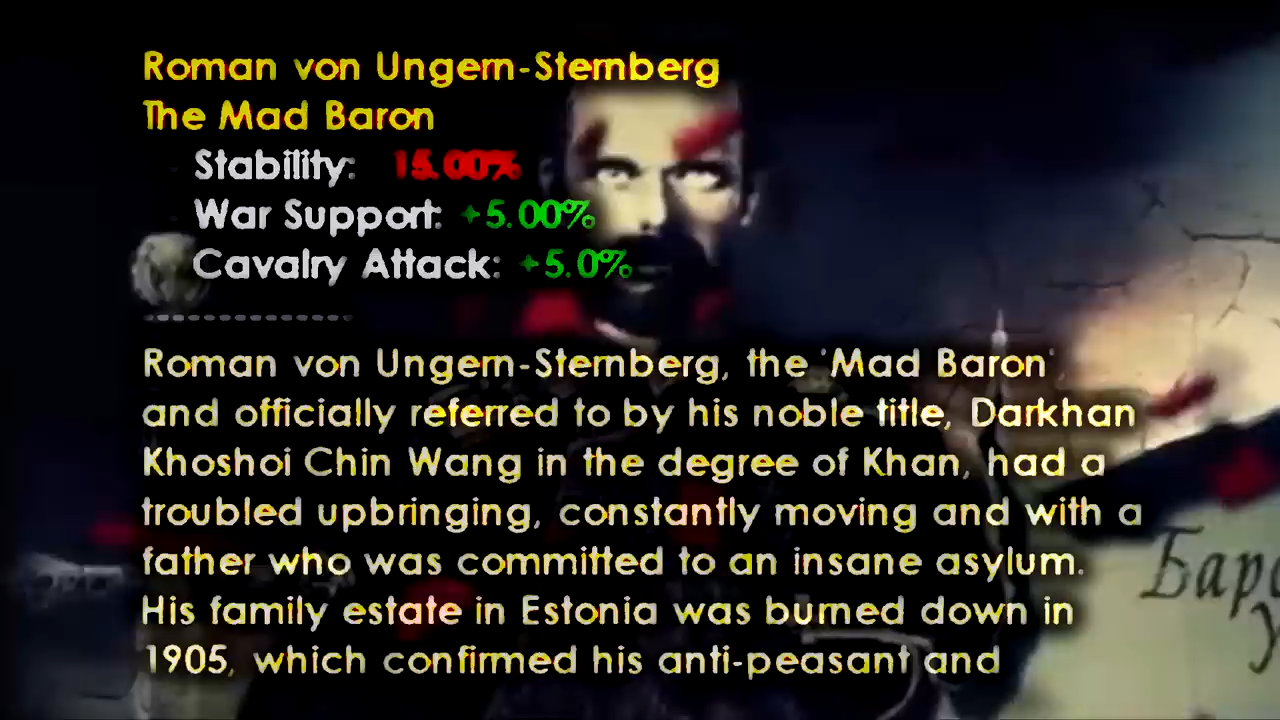 Roman von Ungern-Sternberg
The Mad Baron
Stability: 15.00%
War Support: +5.00%
Cavalry Attack: +5.0%
Roman von Ungern-Sternberg, the 'Mad Baron',
and officially referred to by his noble title, Darkhan
Khoshoi Chin Wang in the degree of Khan, had a
troubled upbringing, constantly moving and with a
father who was committed to an insane asylum.
His family estate in Estonia was burned down in
1905, which confirmed his anti-peasant and